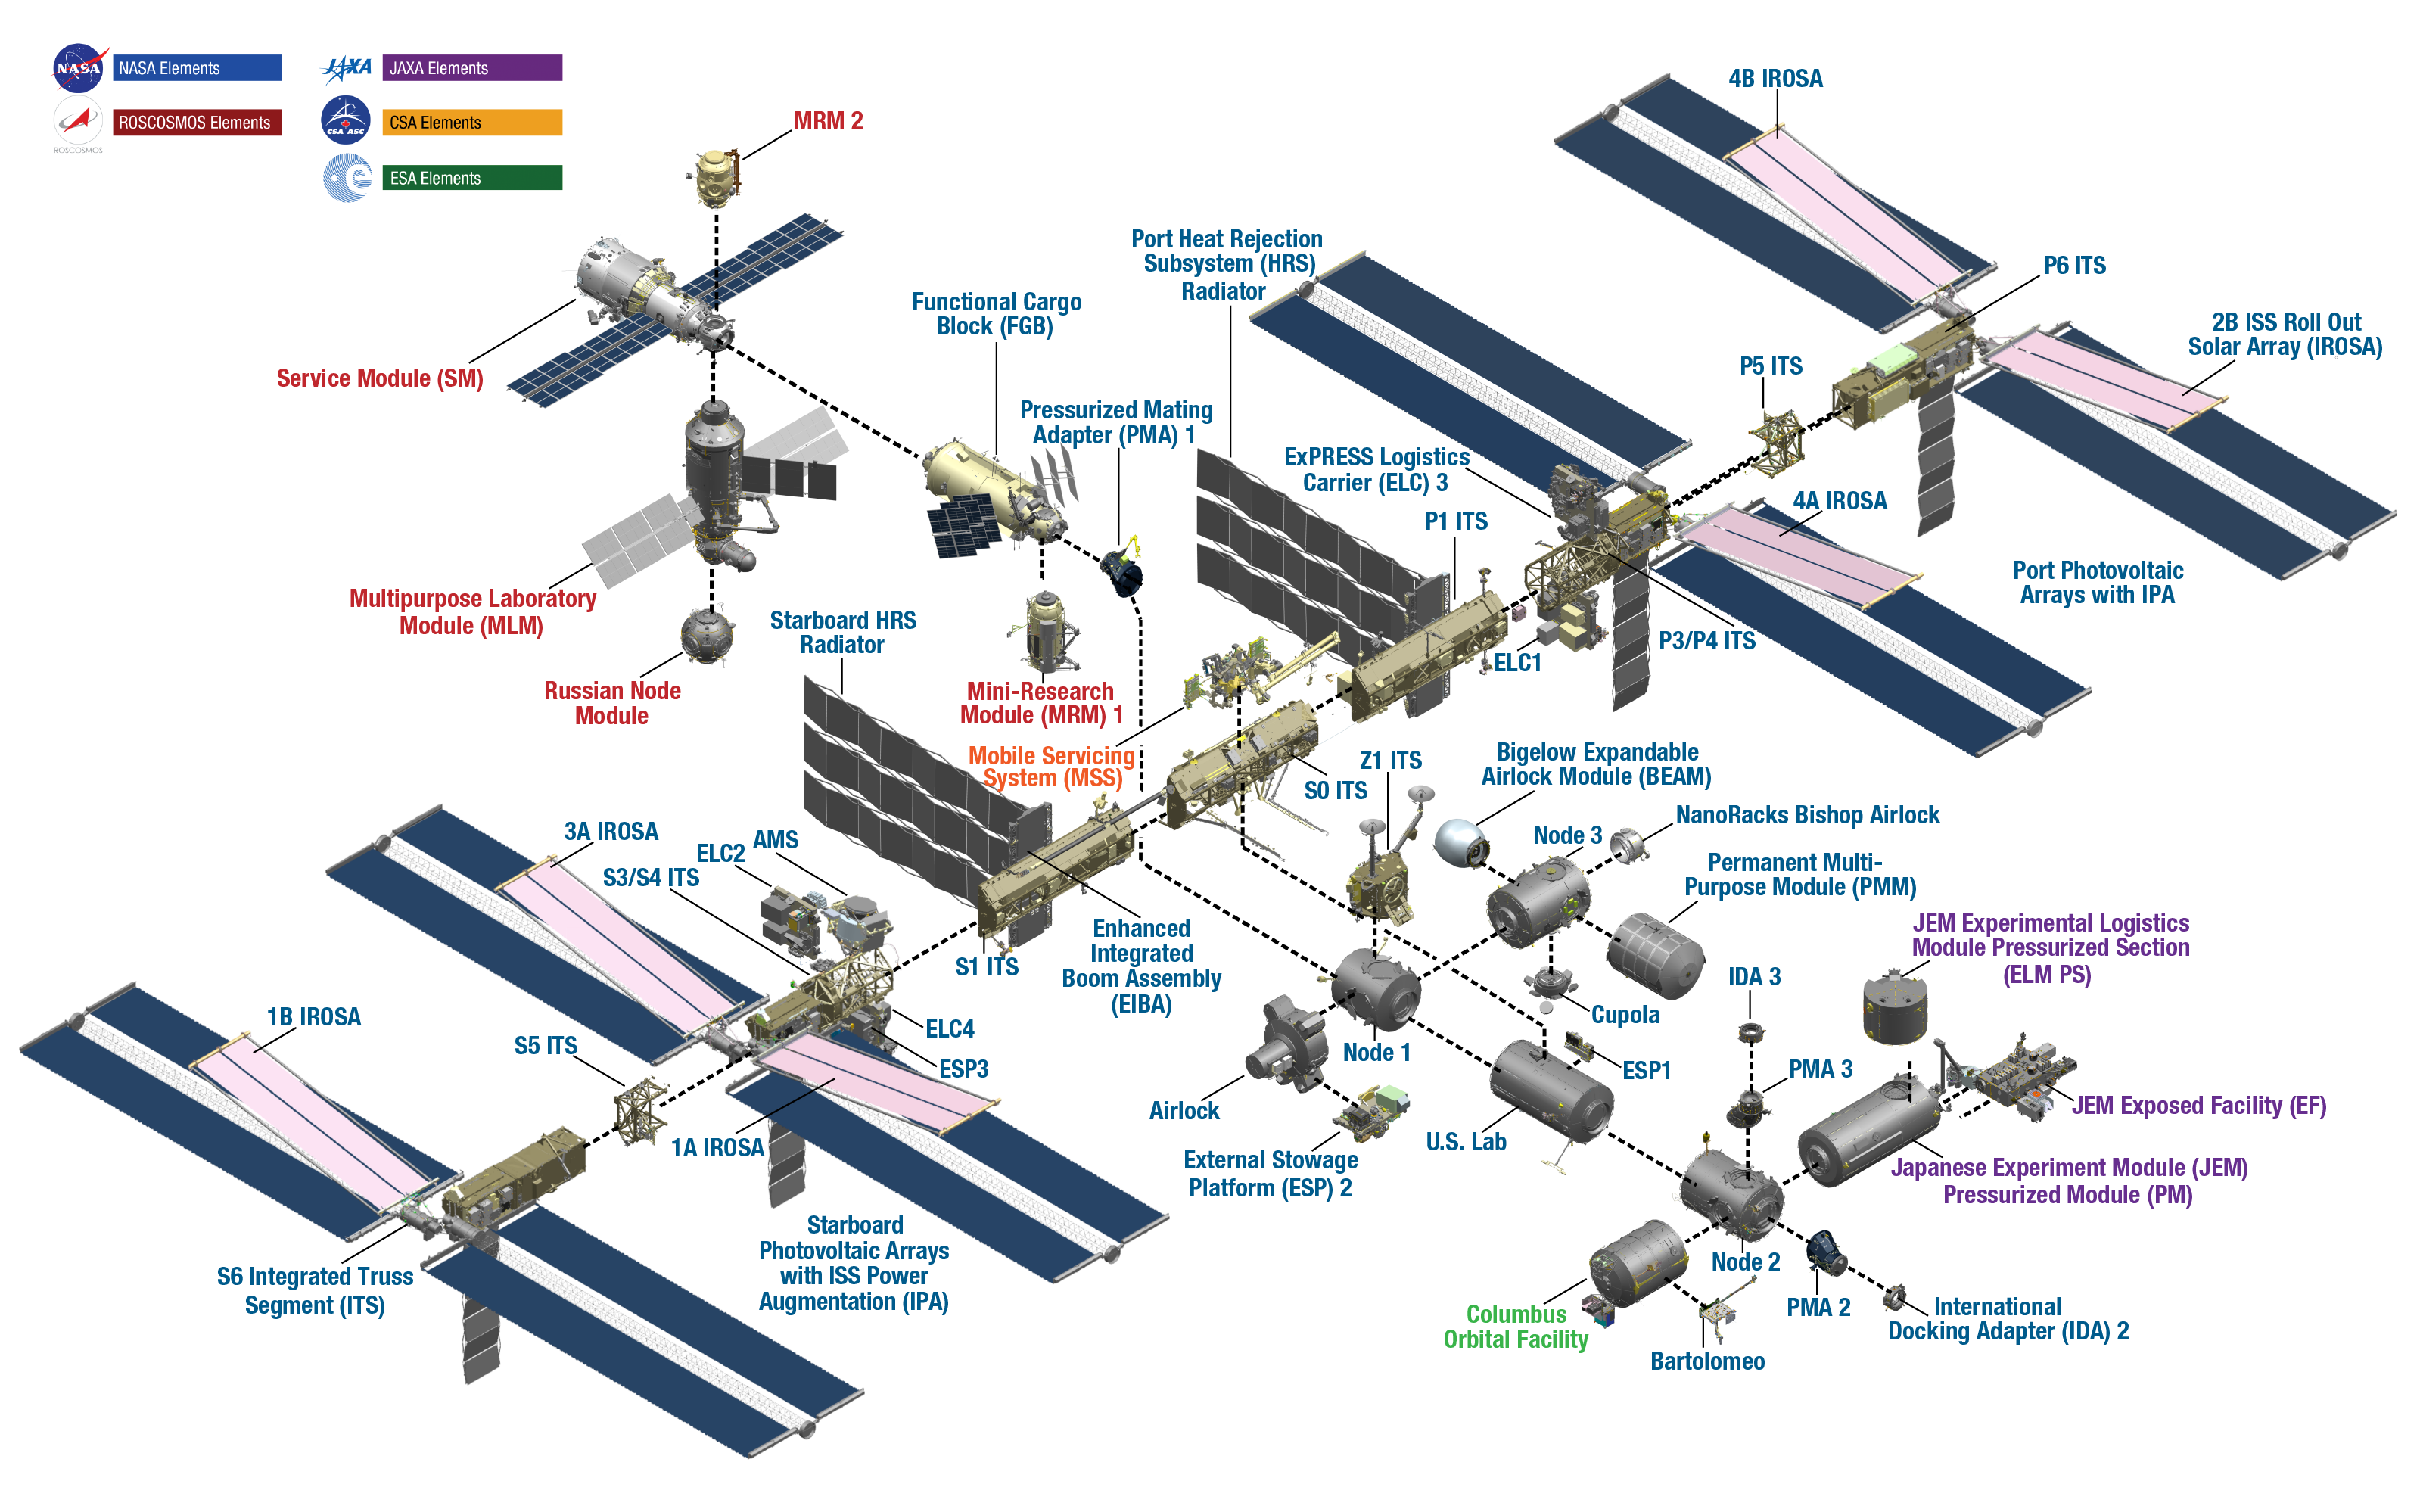 NASA
NASA Elements
JAXA
JAXA Elements
ROSCOSMOS
ROSCOSMOS Elements
CSA ASC
CSA Elements
ESA Elements
MRM 2
Service Module (SM)
Functional Cargo
Block (FGB)
Pressurized Mating
Adapter (PMA) 1
Multipurpose Laboratory
Module (MLM)
Russian Node
Module
Mini-Research
Module (MRM) 1
Port Heat Rejection
Subsystem (HRS)
Radiator
4B IROSA
P6 ITS
2B ISS Roll Out
Solar Array (IROSA)
P5 ITS
ExPRESS Logistics
Carrier (ELC) 3
P1 ITS
4A IROSA
Port Photovoltaic
Arrays with IPA
P3/P4 ITS
ELC1
Starboard HRS
Radiator
Mobile Servicing
System (MSS)
S0 ITS
Z1 ITS
Bigelow Expandable
Airlock Module (BEAM)
NanoRacks Bishop Airlock
Node 3
Permanent Multi-
Purpose Module (PMM)
3A IROSA
AMS
ELC2
S3/S4 ITS
S1 ITS
Enhanced
Integrated
Boom Assembly
(EIBA)
Cupola
IDA 3
JEM Experimental Logistics
Module Pressurized Section
(ELM PS)
1B IROSA
S5 ITS
ELC4
ESP3
1A IROSA
Node 1
Airlock
ESP1
U.S. Lab
External Stowage
Platform (ESP) 2
PMA 3
JEM Exposed Facility (EF)
Japanese Experiment Module (JEM)
Pressurized Module (PM)
S6 Integrated Truss
Segment (ITS)
Starboard
Photovoltaic Arrays
with ISS Power
Augmentation (IPA)
Node 2
Columbus
Orbital Facility
Bartolomeo
PMA 2
International
Docking Adapter (IDA) 2